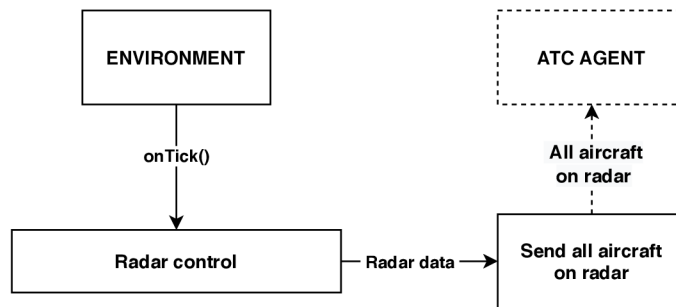 ENVIRONMENT
ATC AGENT
onTick()
All aircraft
on radar
Radar control
Radar data
Send all aircraft
on radar